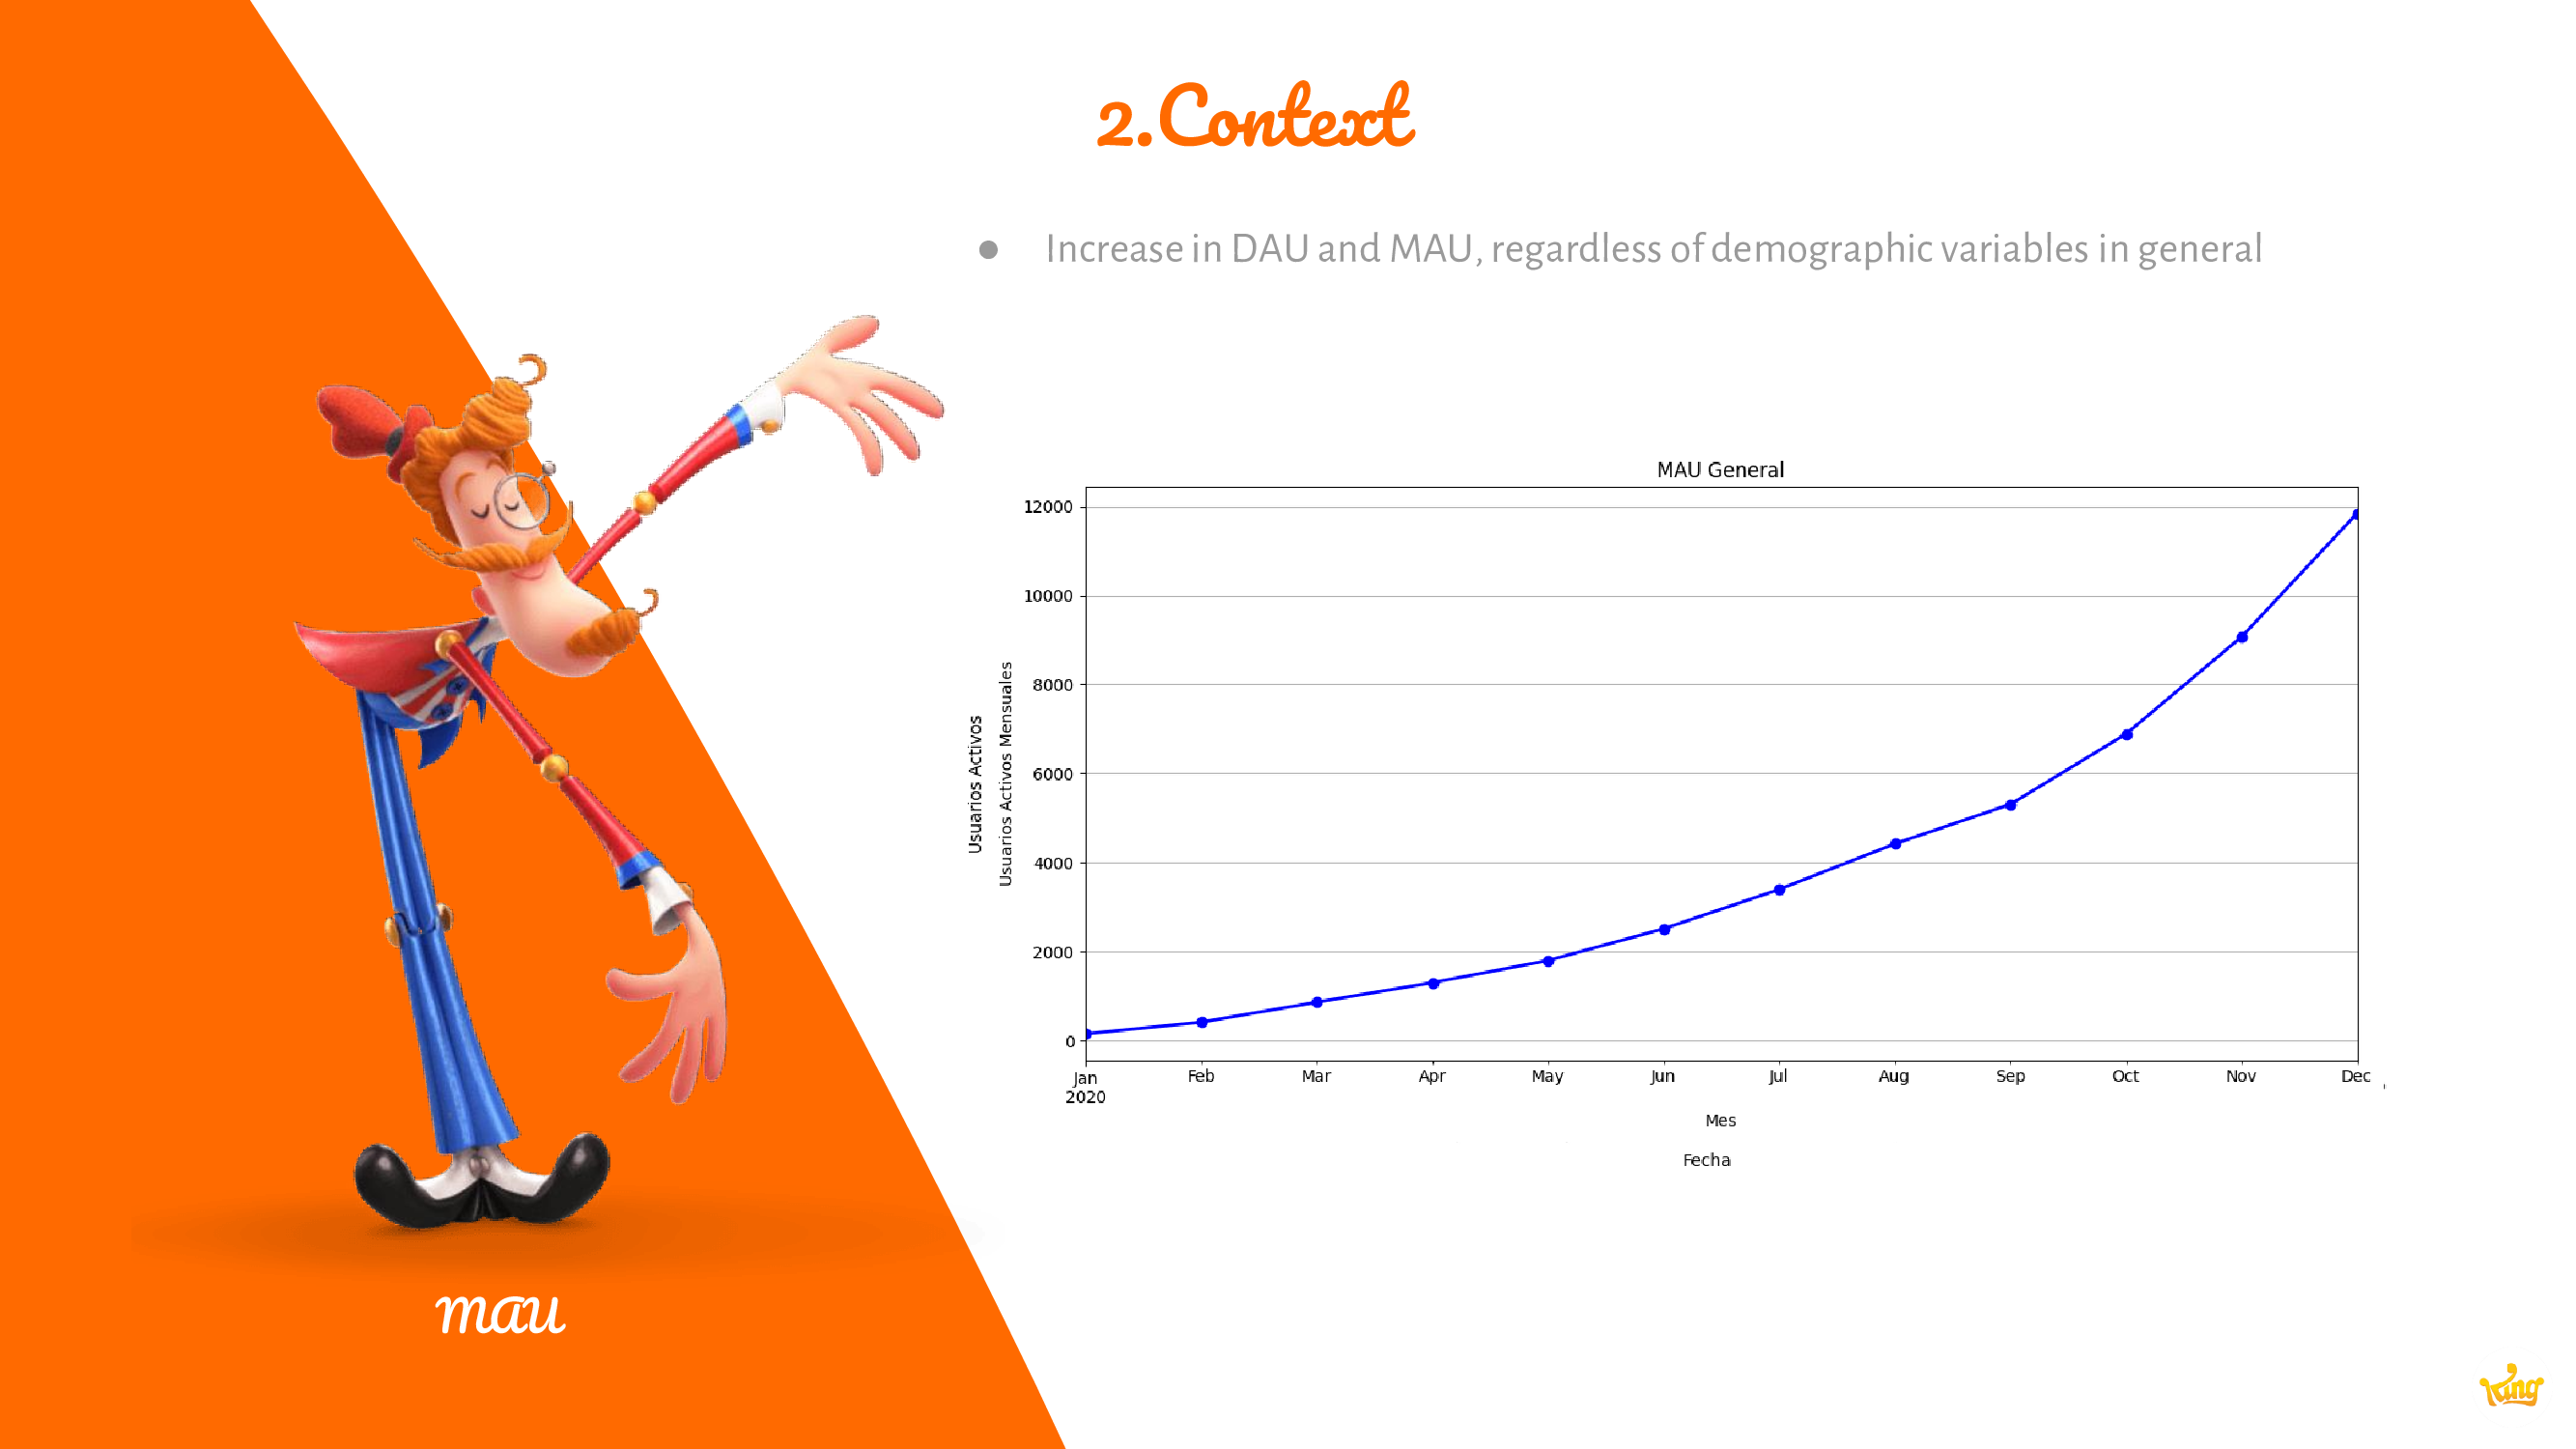 2.Context
● Increase in DAU and MAU, regardless of demographic variables in general
MAU General
12000
10000
8000
6000
4000
2000
0
Usuarios Activos
Usuarios Activos Mensuales
Jan Feb Mar Apr May Jun Jul Aug Sep Oct Nov Dec
2020
Mes
Fecha
mau
King